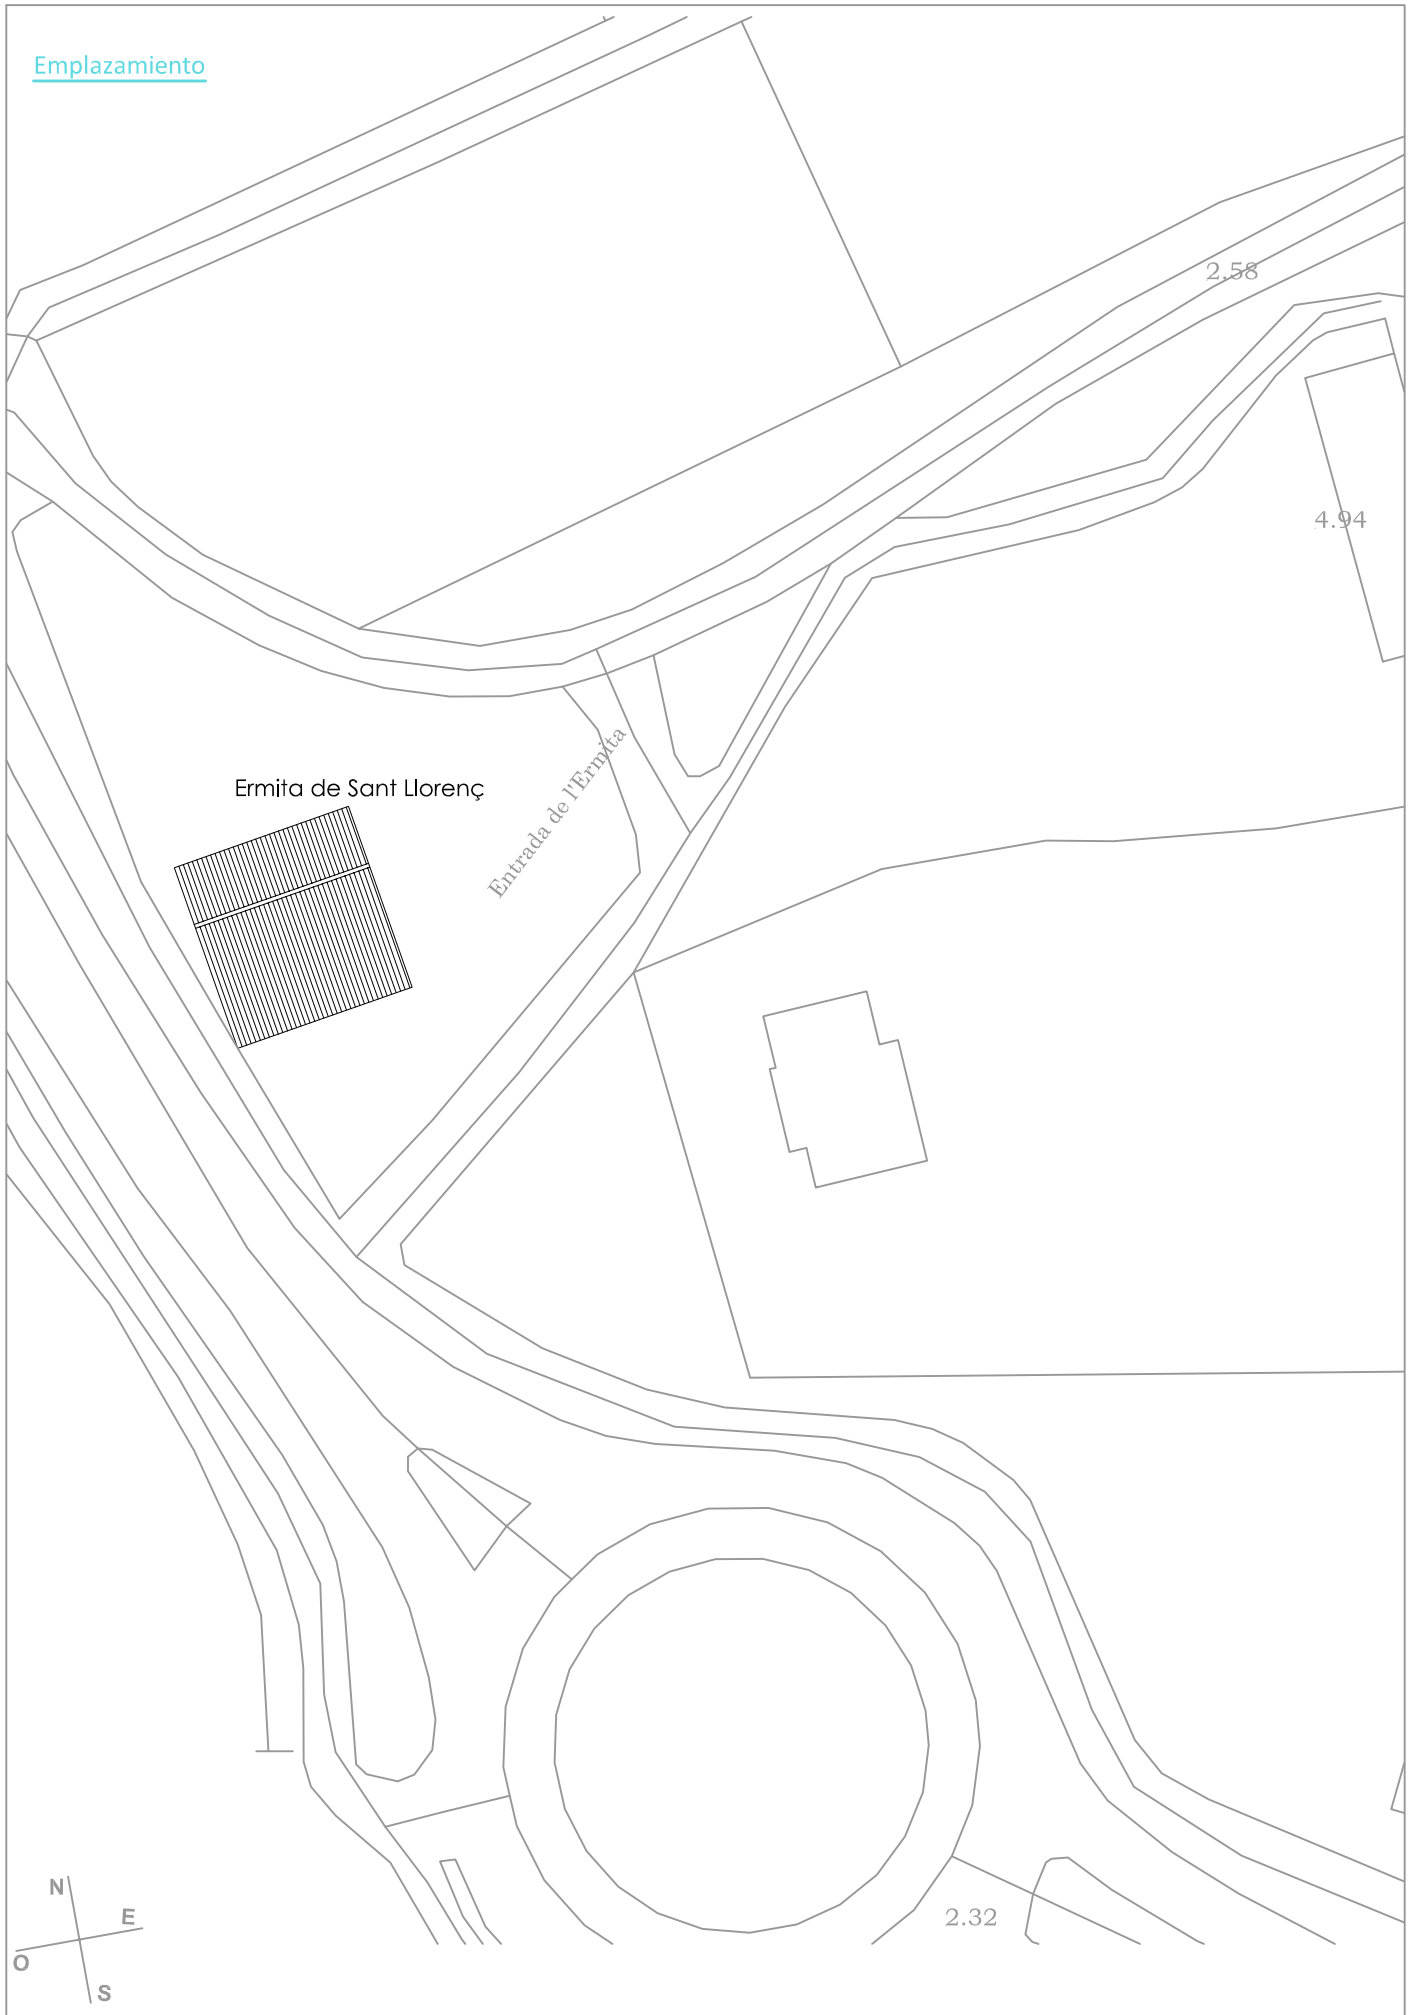 Emplazamiento
2.58
4.94
Ermita de Sant Llorenç
Entrada de l'Ermita
2.32
N
E
O
S